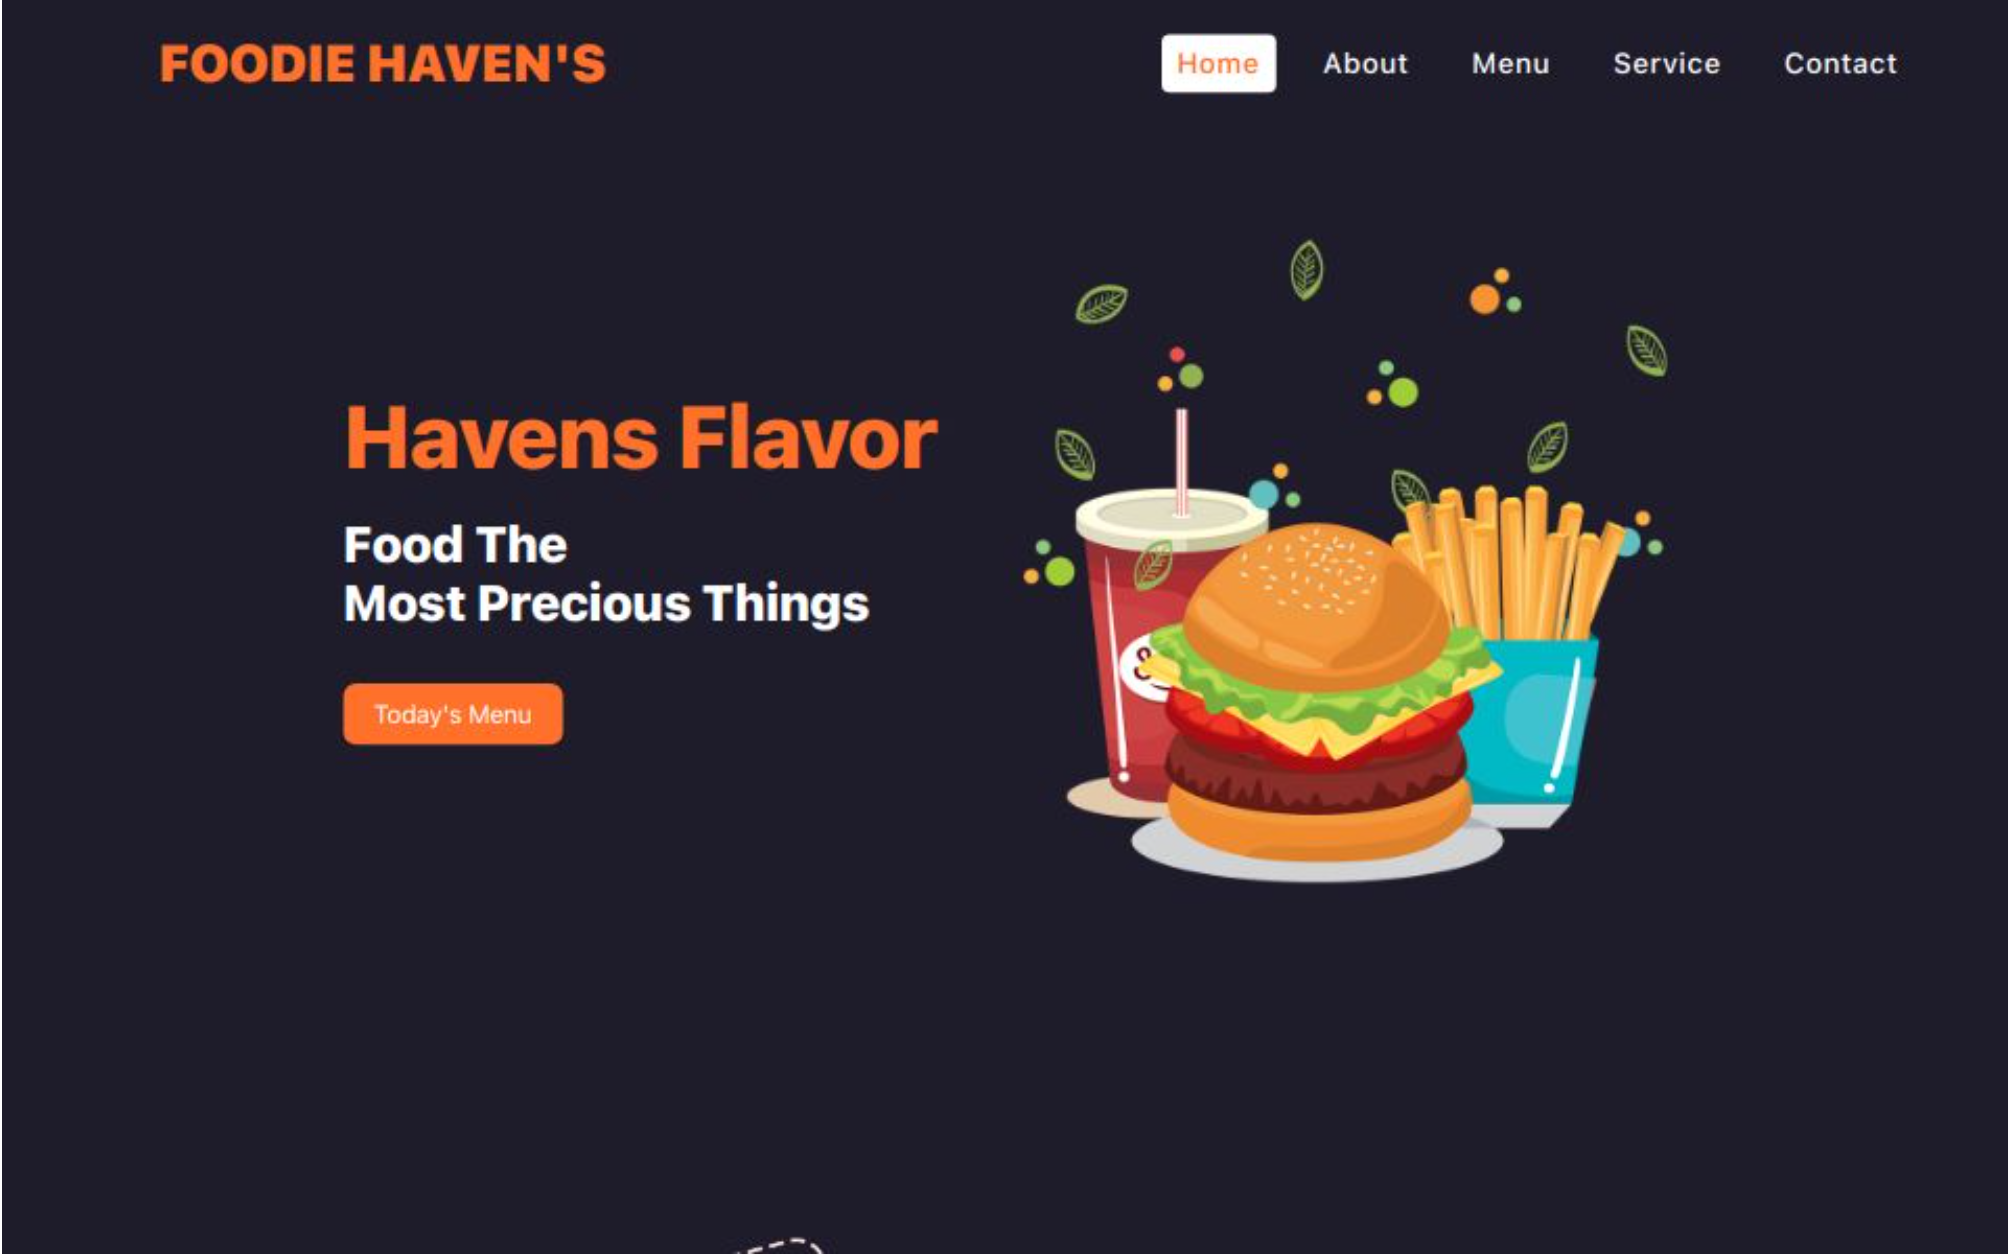 FOODIE HAVEN'S
Home About Menu Service Contact
Havens Flavor
Food The
Most Precious Things
Today's Menu